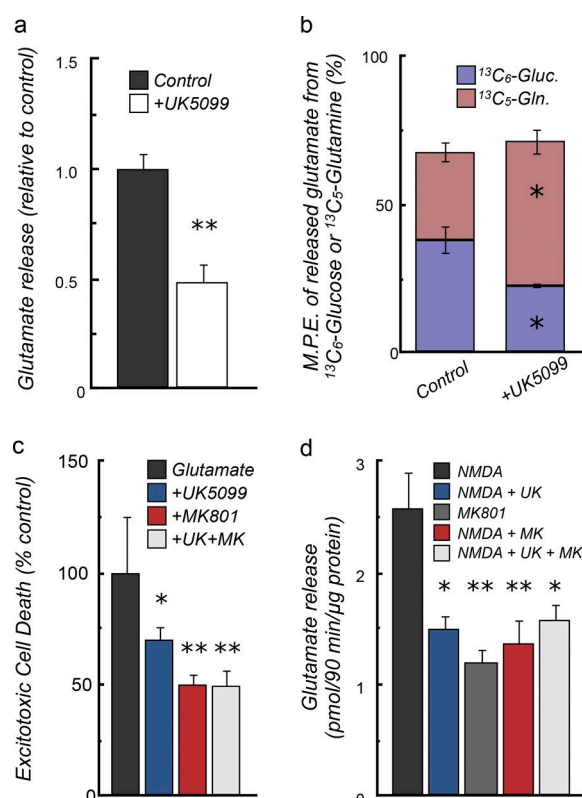 a
Glutamate release (relative to control)
1.0
0.5
0
Control
+UK5099
**
b
M.P.E. of released glutamate from
¹³C₆-Glucose or ¹³C₅-Glutamine (%)
100
50
0
¹³C₆-Gluc.
¹³C₅-Gln.
*
*
Control
+UK5099
c
Excitotoxic Cell Death (% control)
150
100
50
0
Glutamate
+UK5099
+MK801
+UK+MK
*
**
**
d
Glutamate release
(pmol/90 min/µg protein)
3
2
1
0
NMDA
NMDA + UK
MK801
NMDA + MK
NMDA + UK + MK
*
**
**
*